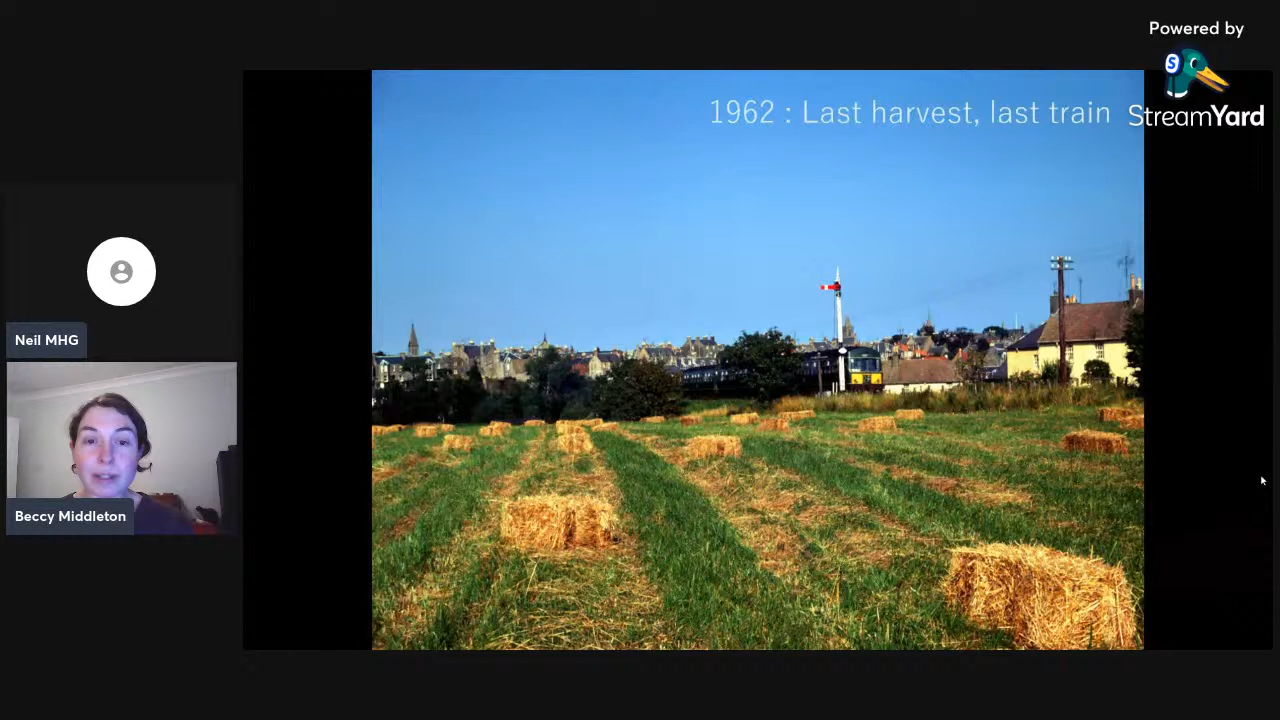 Powered by
StreamYard
1962 : Last harvest, last train
Neil MHG
Beccy Middleton